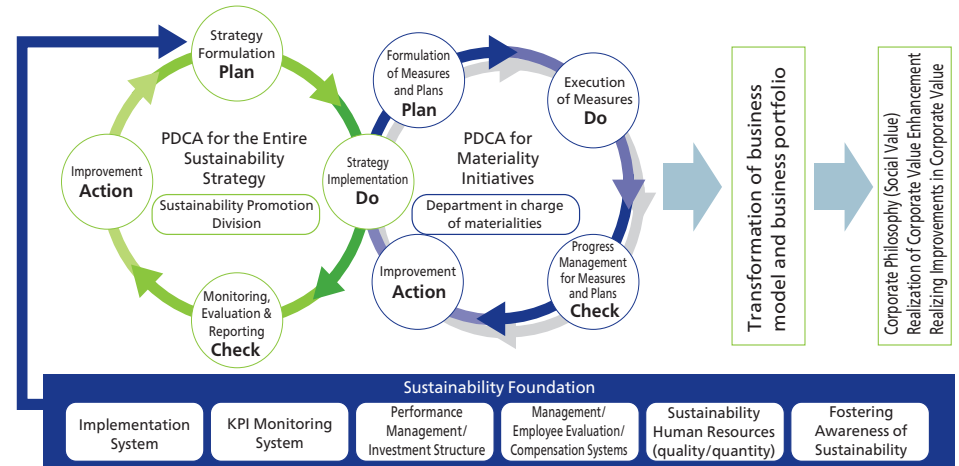 Strategy
Formulation
Plan
PDCA for the Entire
Sustainability
Strategy
Sustainability Promotion
Division
Improvement
Action
Strategy
Implementation
Do
Monitoring,
Evaluation &
Reporting
Check
Formulation
of Measures
and Plans
Plan
Execution
of Measures
Do
PDCA for
Materiality
Initiatives
Department in charge
of materialities
Improvement
Action
Progress
Management
for Measures
and Plans
Check
Transformation of business
model and business portfolio
Corporate Philosophy (Social Value)
Realization of Corporate Value Enhancement
Realizing Improvements in Corporate Value
Sustainability Foundation
Implementation
System
KPI Monitoring
System
Performance
Management/
Investment Structure
Management/
Employee Evaluation/
Compensation Systems
Sustainability
Human Resources
(quality/quantity)
Fostering
Awareness of
Sustainability